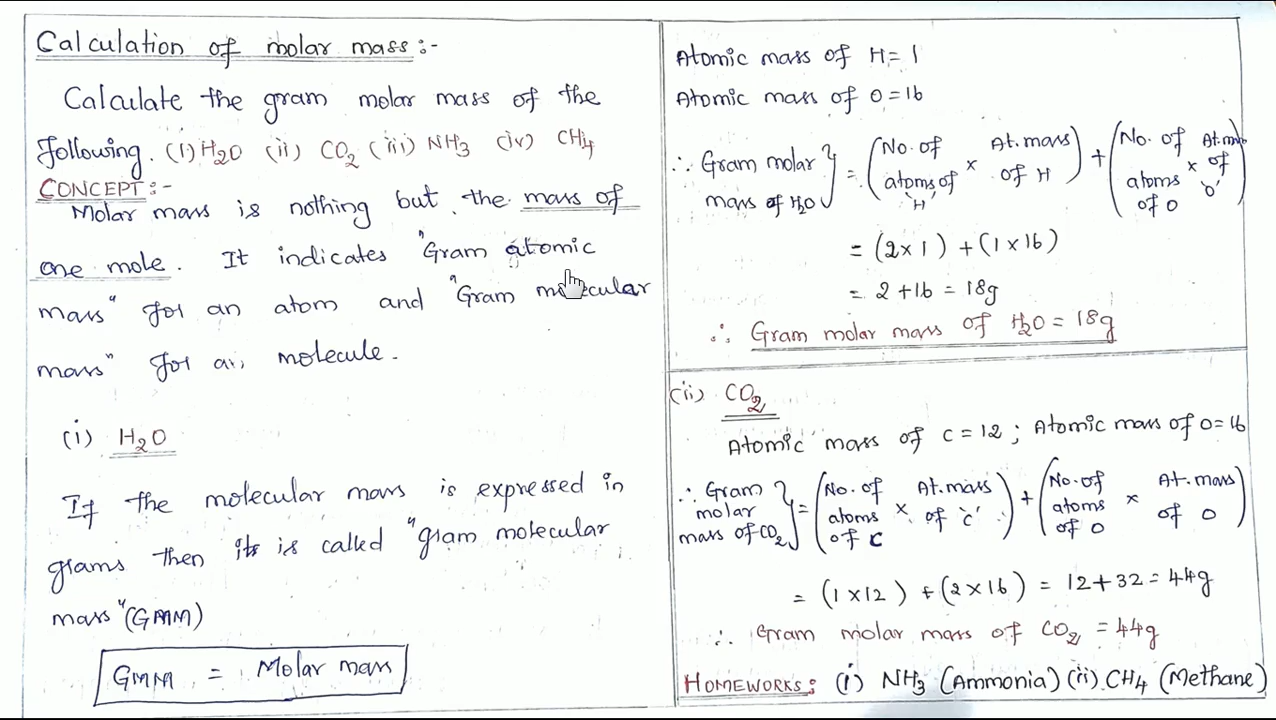 Calculation of molar mass:-
Calculate the gram molar mass of the
following. (i) H2O (ii) CO2 (iii) NH3 (iv) CH4
CONCEPT:-
Molar mass is nothing but the mass of
one mole. It indicates "Gram atomic
mass" for an atom and "Gram molecular
mass" for an molecule.
(i) H2O
If the molecular mass is expressed in
grams then its is called "gram molecular
mass" (GMM)
GMM = Molar mass
Atomic mass of H = 1
Atomic mass of O = 16
∴ Gram molar mass of H2O } = (No. of atoms of 'H' × At. mass of H) + (No. of atoms of O × At. mass of 'O')
= (2 × 1) + (1 × 16)
= 2 + 16 = 18g
∴ Gram molar mass of H2O = 18g
(ii) CO2
Atomic mass of C = 12 ; Atomic mass of O = 16
∴ Gram molar mass of CO2 } = (No. of atoms of C × At. mass of 'C') + (No. of atoms of O × At. mass of O)
= (1 × 12) + (2 × 16) = 12 + 32 = 44g
∴ Gram molar mass of CO2 = 44g
HOMEWORKS: (i) NH3 (Ammonia) (ii) CH4 (Methane)